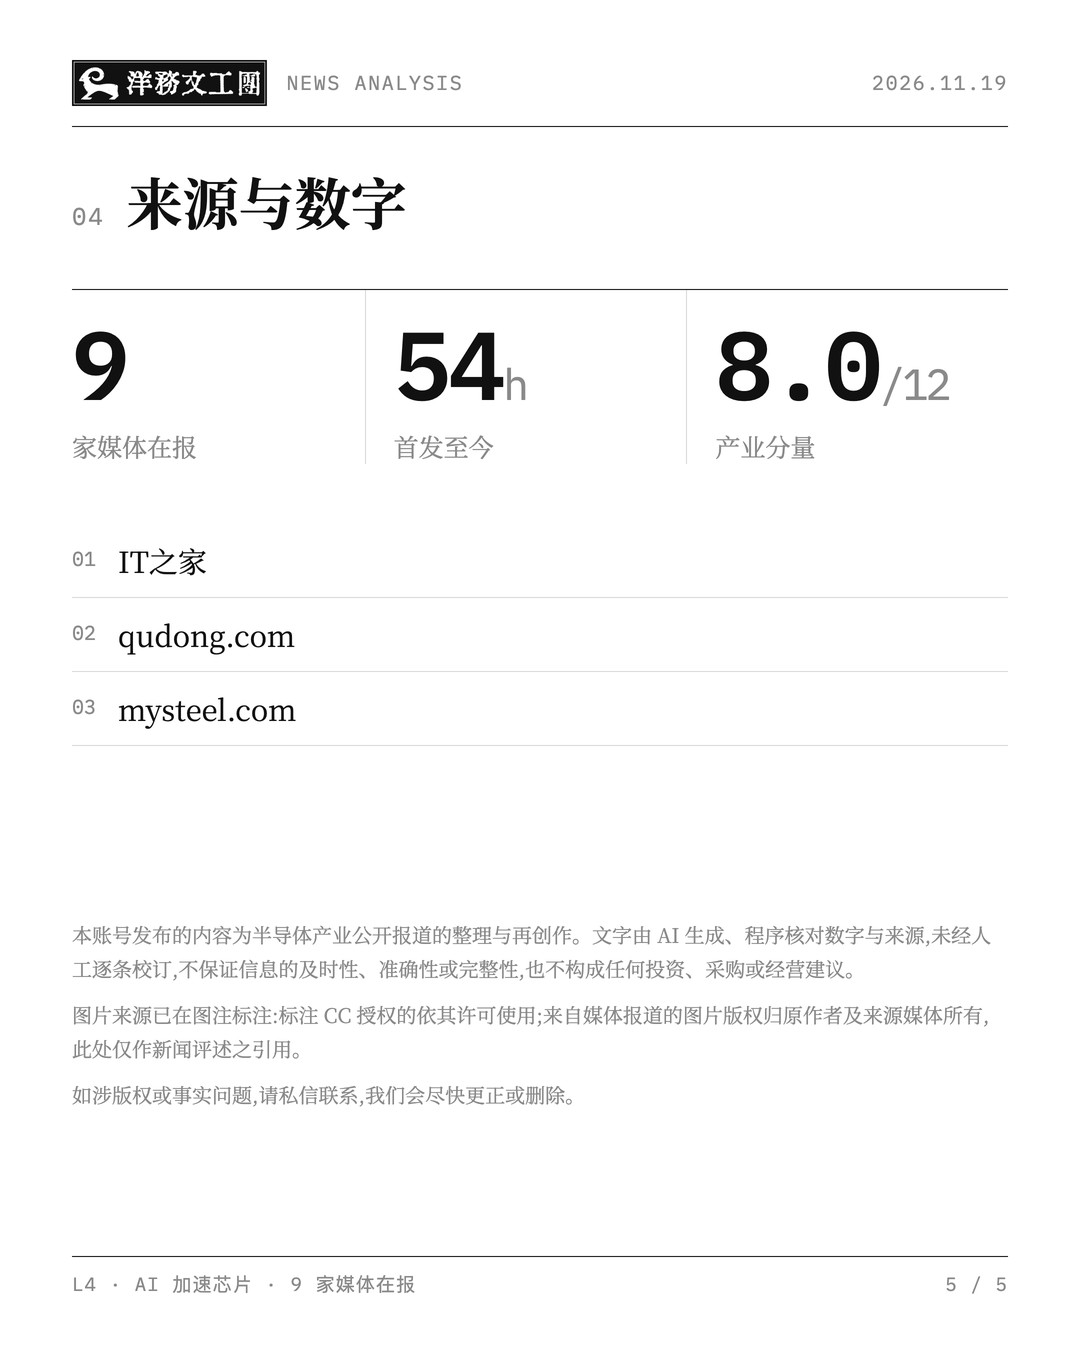 洋務文工團 NEWS ANALYSIS 2026.11.19
04 来源与数字
9 54h 8.0/12
家媒体在报 首发至今 产业分量
01 IT之家
02 qudong.com
03 mysteel.com
本账号发布的内容为半导体产业公开报道的整理与再创作。文字由 AI 生成、程序核对数字与来源,未经人
工逐条校订,不保证信息的及时性、准确性或完整性,也不构成任何投资、采购或经营建议。
图片来源已在图注标注:标注 CC 授权的依其许可使用;来自媒体报道的图片版权归原作者及来源媒体所有,
此处仅作新闻评述之引用。
如涉版权或事实问题,请私信联系,我们会尽快更正或删除。
L4 · AI 加速芯片 · 9 家媒体在报 5 / 5